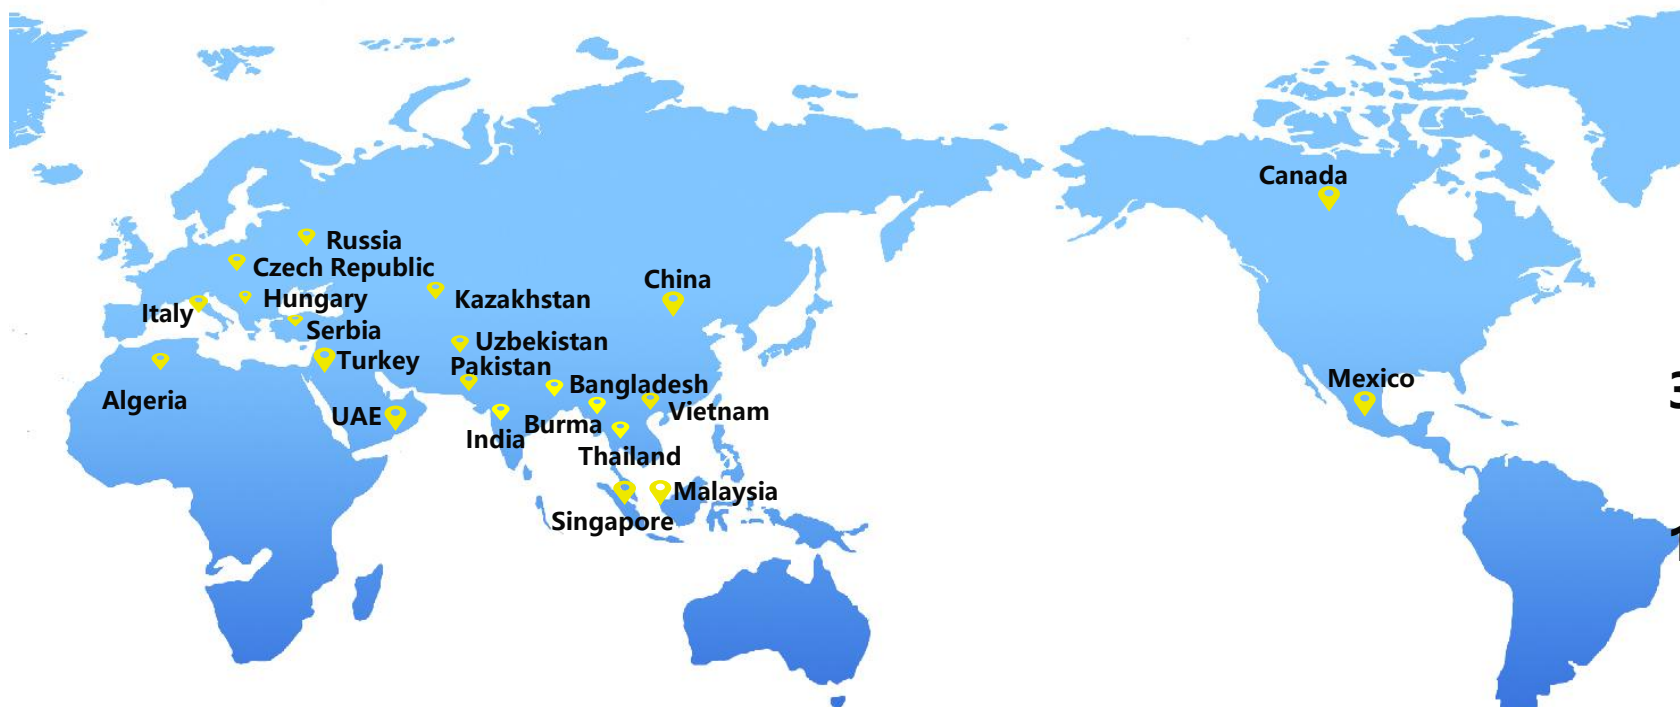 Canada
Russia
Czech Republic
China
Hungary
Kazakhstan
Italy
Serbia
Uzbekistan
Turkey
Pakistan
Mexico
Bangladesh
Algeria
Vietnam
UAE
Burma
India
Thailand
Malaysia
Singapore